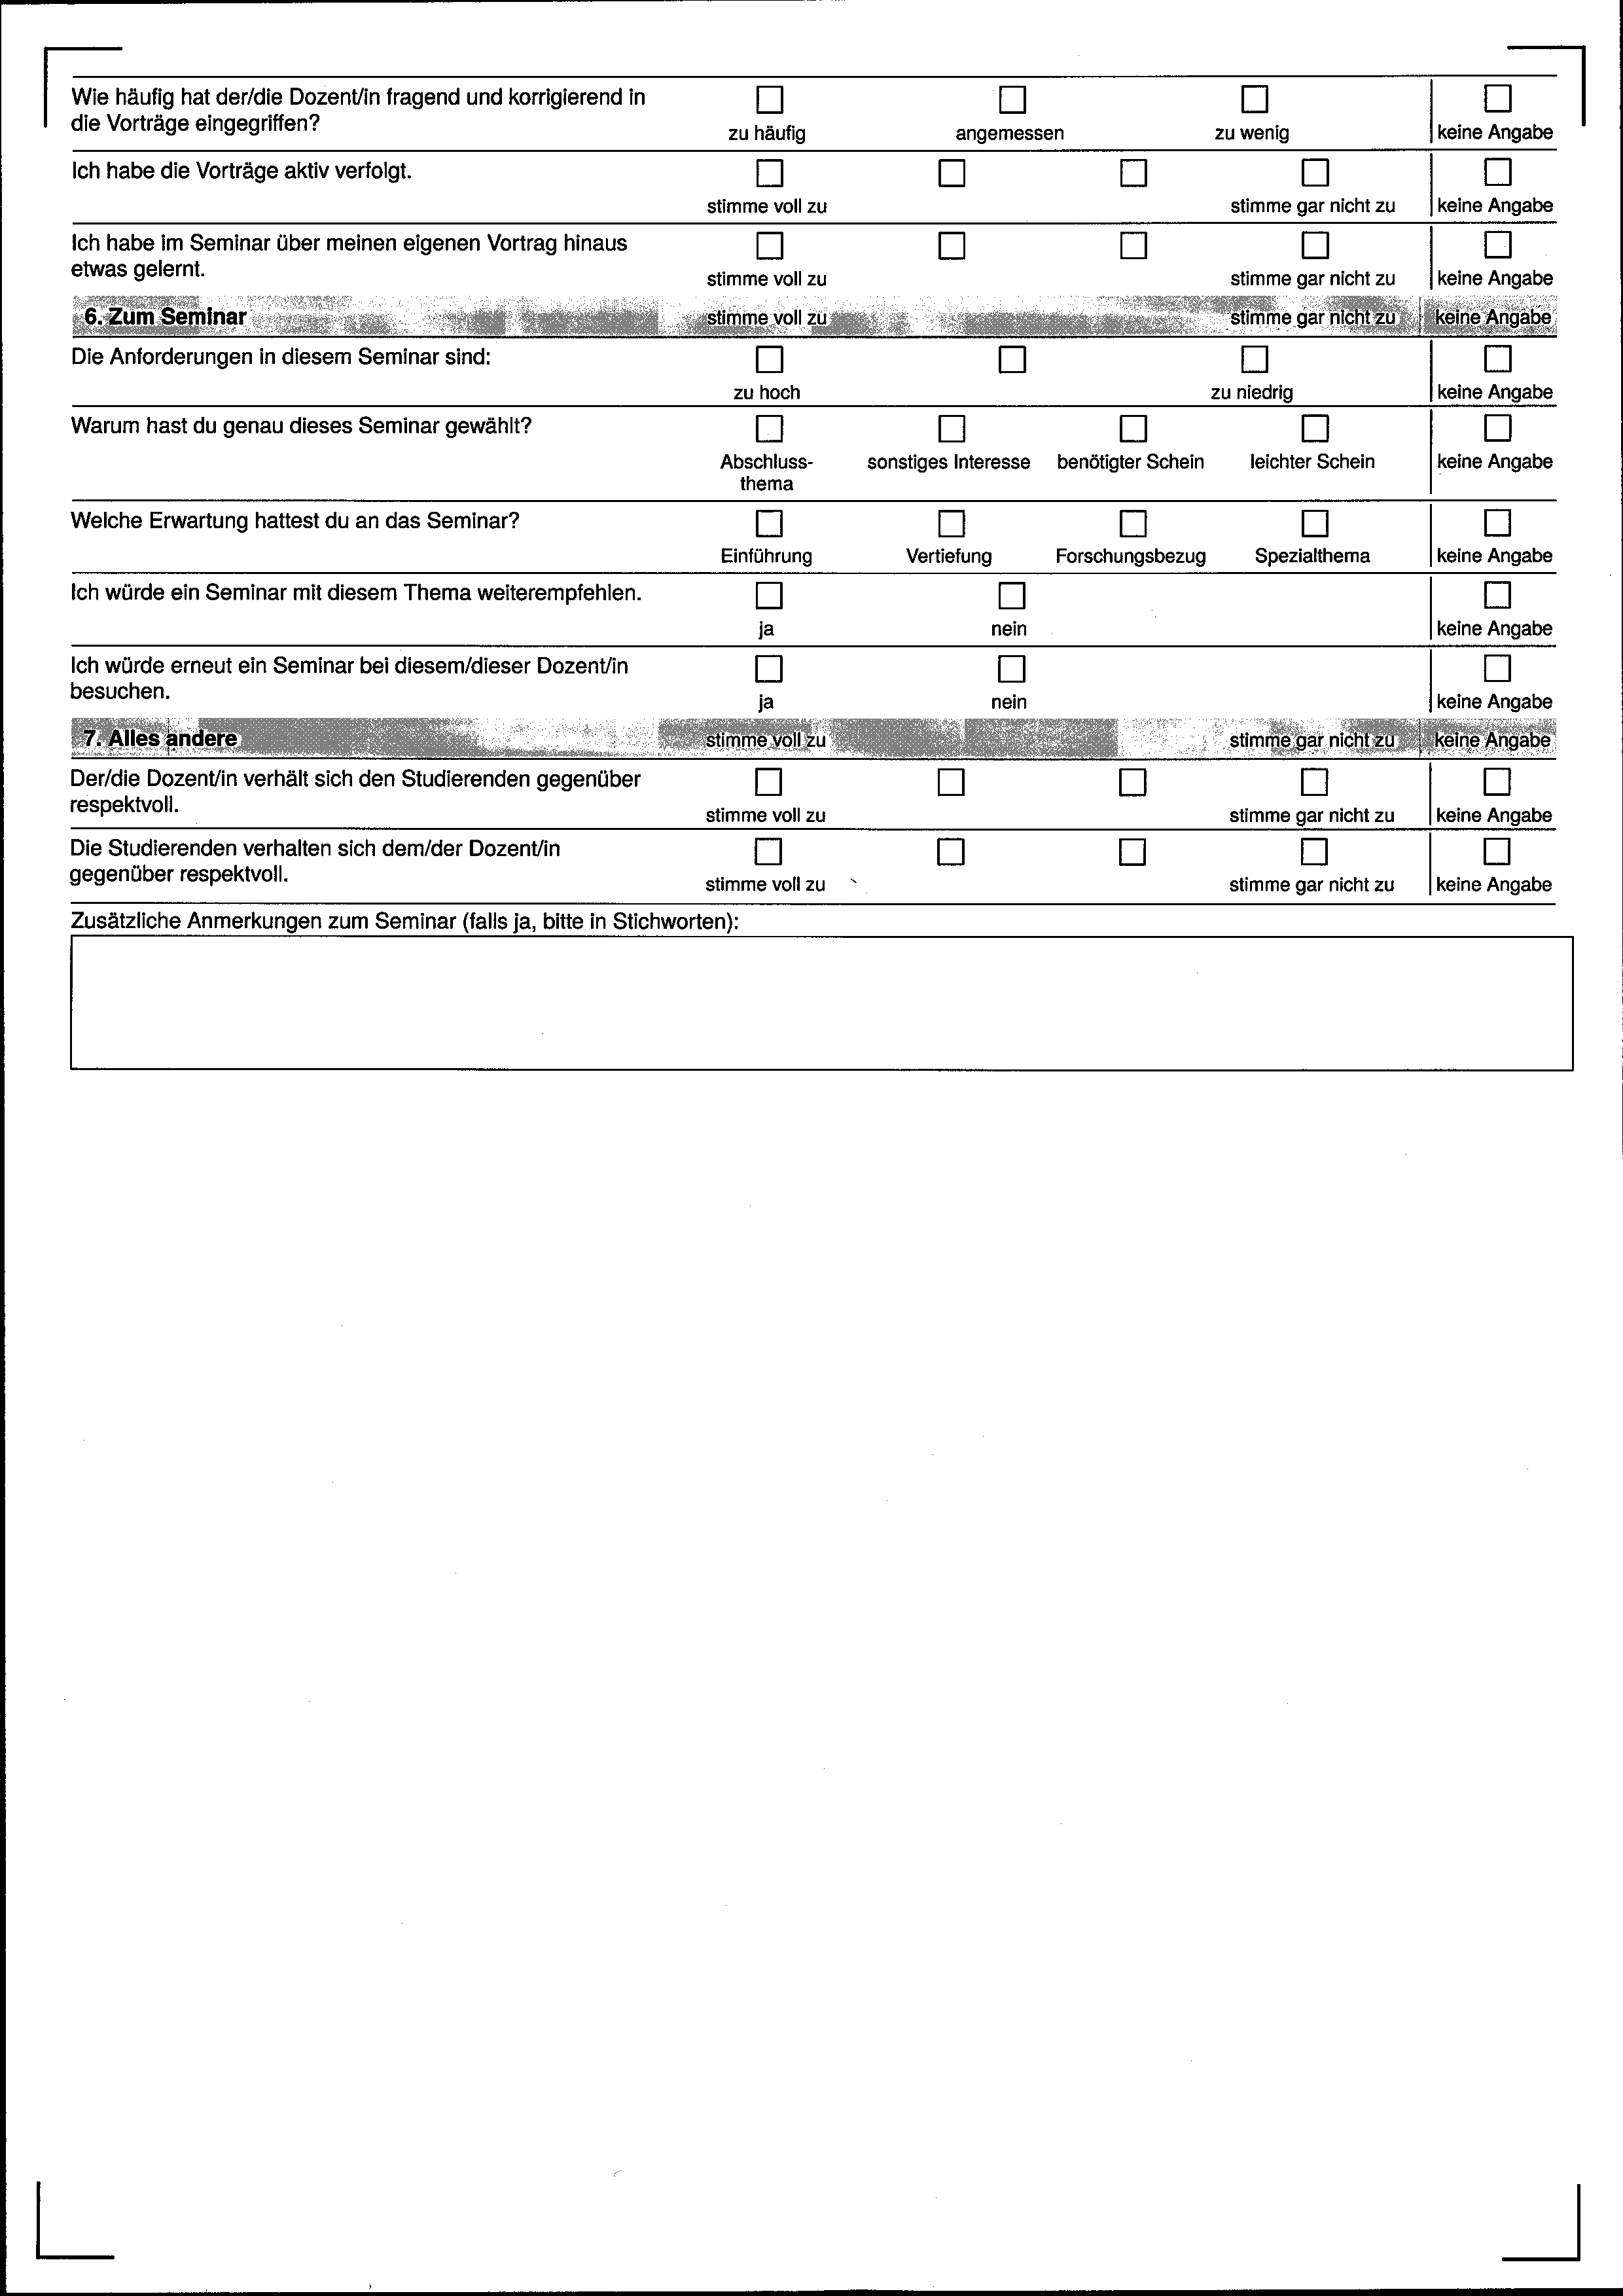 Wie häufig hat der/die Dozent/in fragend und korrigierend in
die Vorträge eingegriffen?
zu häufig angemessen zu wenig keine Angabe
Ich habe die Vorträge aktiv verfolgt.
stimme voll zu stimme gar nicht zu keine Angabe
Ich habe im Seminar über meinen eigenen Vortrag hinaus
etwas gelernt.
stimme voll zu stimme gar nicht zu keine Angabe
6. Zum Seminar stimme voll zu stimme gar nicht zu keine Angabe
Die Anforderungen in diesem Seminar sind:
zu hoch zu niedrig keine Angabe
Warum hast du genau dieses Seminar gewählt?
Abschluss- sonstiges Interesse benötigter Schein leichter Schein keine Angabe
thema
Welche Erwartung hattest du an das Seminar?
Einführung Vertiefung Forschungsbezug Spezialthema keine Angabe
Ich würde ein Seminar mit diesem Thema weiterempfehlen.
ja nein keine Angabe
Ich würde erneut ein Seminar bei diesem/dieser Dozent/in
besuchen.
ja nein keine Angabe
7. Alles andere stimme voll zu stimme gar nicht zu keine Angabe
Der/die Dozent/in verhält sich den Studierenden gegenüber
respektvoll.
stimme voll zu stimme gar nicht zu keine Angabe
Die Studierenden verhalten sich dem/der Dozent/in
gegenüber respektvoll.
stimme voll zu stimme gar nicht zu keine Angabe
Zusätzliche Anmerkungen zum Seminar (falls ja, bitte in Stichworten):